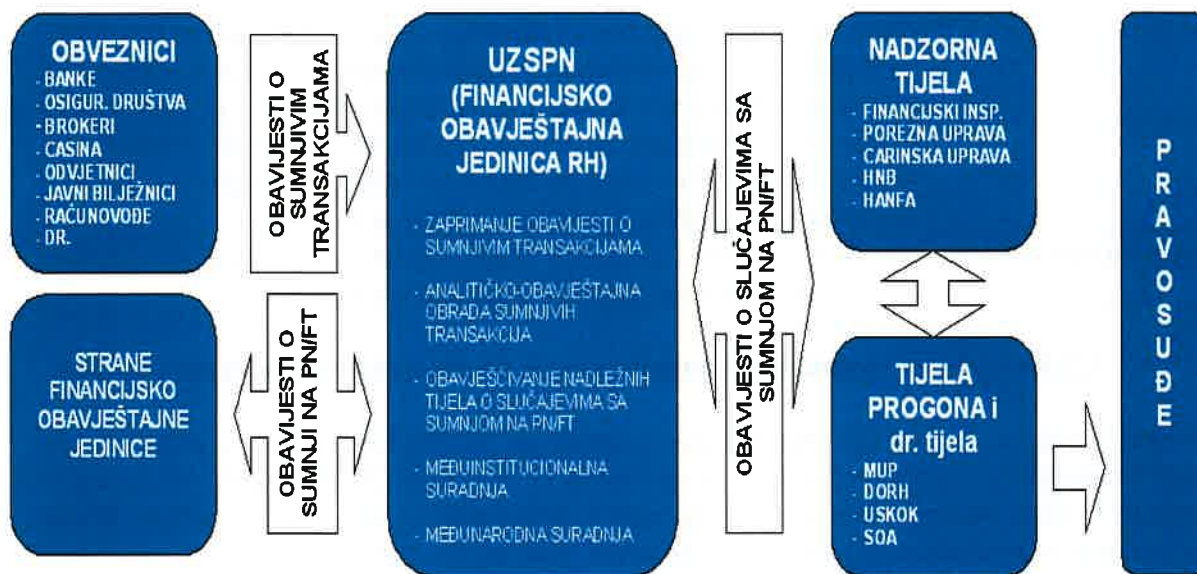 OBVEZNICI
- BANKE
- OSIGUR. DRUŠTVA
- BROKERI
- CASINA
- ODVJETNICI
- JAVNI BILJEŽNICI
- RAČUNOVOĐE
- DR.
OBAVIJESTI O
SUMNJIVIM
TRANSAKCIJAMA
STRANE
FINANCIJSKO
OBAVJEŠTAJNE
JEDINICE
OBAVIJESTI O
SUMNJI NA PN/FT
UZSPN
(FINANCIJSKO
OBAVJEŠTAJNA
JEDINICA RH)
- ZAPRIMANJE OBAVIJESTI O
SUMNJIVIM TRANSAKCIJAMA
- ANALITIČKO-OBAVJEŠTAJNA
OBRADA SUMNJIVIH
TRANSAKCIJA
- OBAVJEŠĆIVANJE NADLEŽNIH
TIJELA O SLUČAJEVIMA SA
SUMNJOM NA PN/FT
- MEĐUINSTITUCIONALNA
SURADNJA
- MEĐUNARODNA SURADNJA
OBAVIJESTI O SLUČAJEVIMA SA
SUMNJOM NA PN/FT
NADZORNA
TIJELA
- FINANCIJSKI INSP.
- POREZNA UPRAVA
- CARINSKA UPRAVA
- HNB
- HANFA
TIJELA
PROGONA i
dr. tijela
- MUP
- DORH
- USKOK
- SOA
PRAVOSUĐE